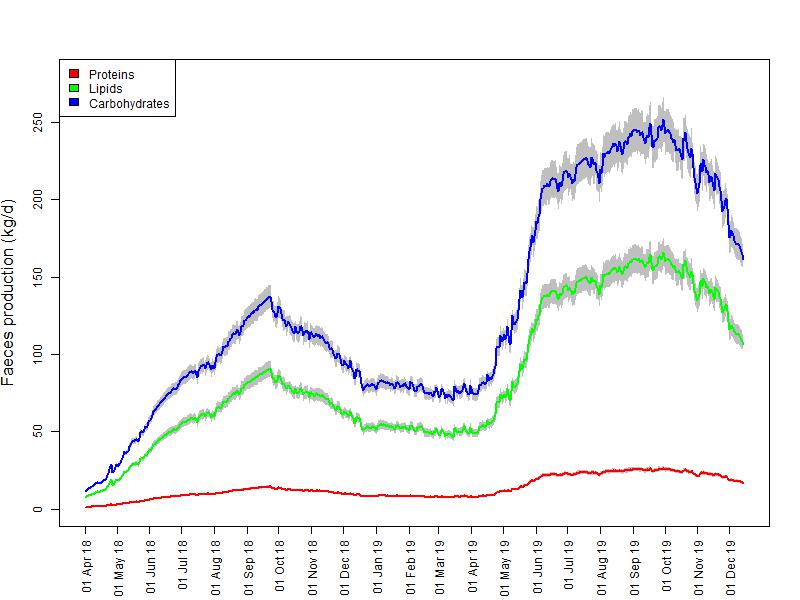 Proteins
Lipids
Carbohydrates
Faeces production (kg/d)
250
200
150
100
50
0
01 Apr 18
01 May 18
01 Jun 18
01 Jul 18
01 Aug 18
01 Sep 18
01 Oct 18
01 Nov 18
01 Dec 18
01 Jan 19
01 Feb 19
01 Mar 19
01 Apr 19
01 May 19
01 Jun 19
01 Jul 19
01 Aug 19
01 Sep 19
01 Oct 19
01 Nov 19
01 Dec 19